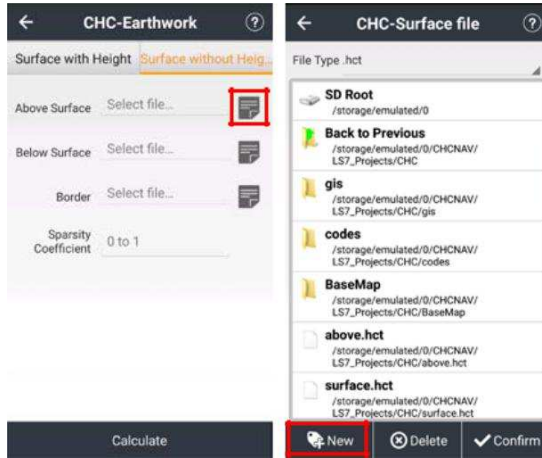 CHC-Earthwork
?
Surface with Height
Surface without Heig...
Above Surface
Select file...
Below Surface
Select file...
Border
Select file...
Sparsity
Coefficient
0 to 1
Calculate
CHC-Surface file
?
File Type .hct
SD Root
/storage/emulated/0
Back to Previous
/storage/emulated/0/CHCNAV/
LS7_Projects/CHC
gis
/storage/emulated/0/CHCNAV/
LS7_Projects/CHC/gis
codes
/storage/emulated/0/CHCNAV/
LS7_Projects/CHC/codes
BaseMap
/storage/emulated/0/CHCNAV/
LS7_Projects/CHC/BaseMap
above.hct
/storage/emulated/0/CHCNAV/
LS7_Projects/CHC/above.hct
surface.hct
/storage/emulated/0/CHCNAV/
LS7_Projects/CHC/surface.hct
New
Delete
Confirm